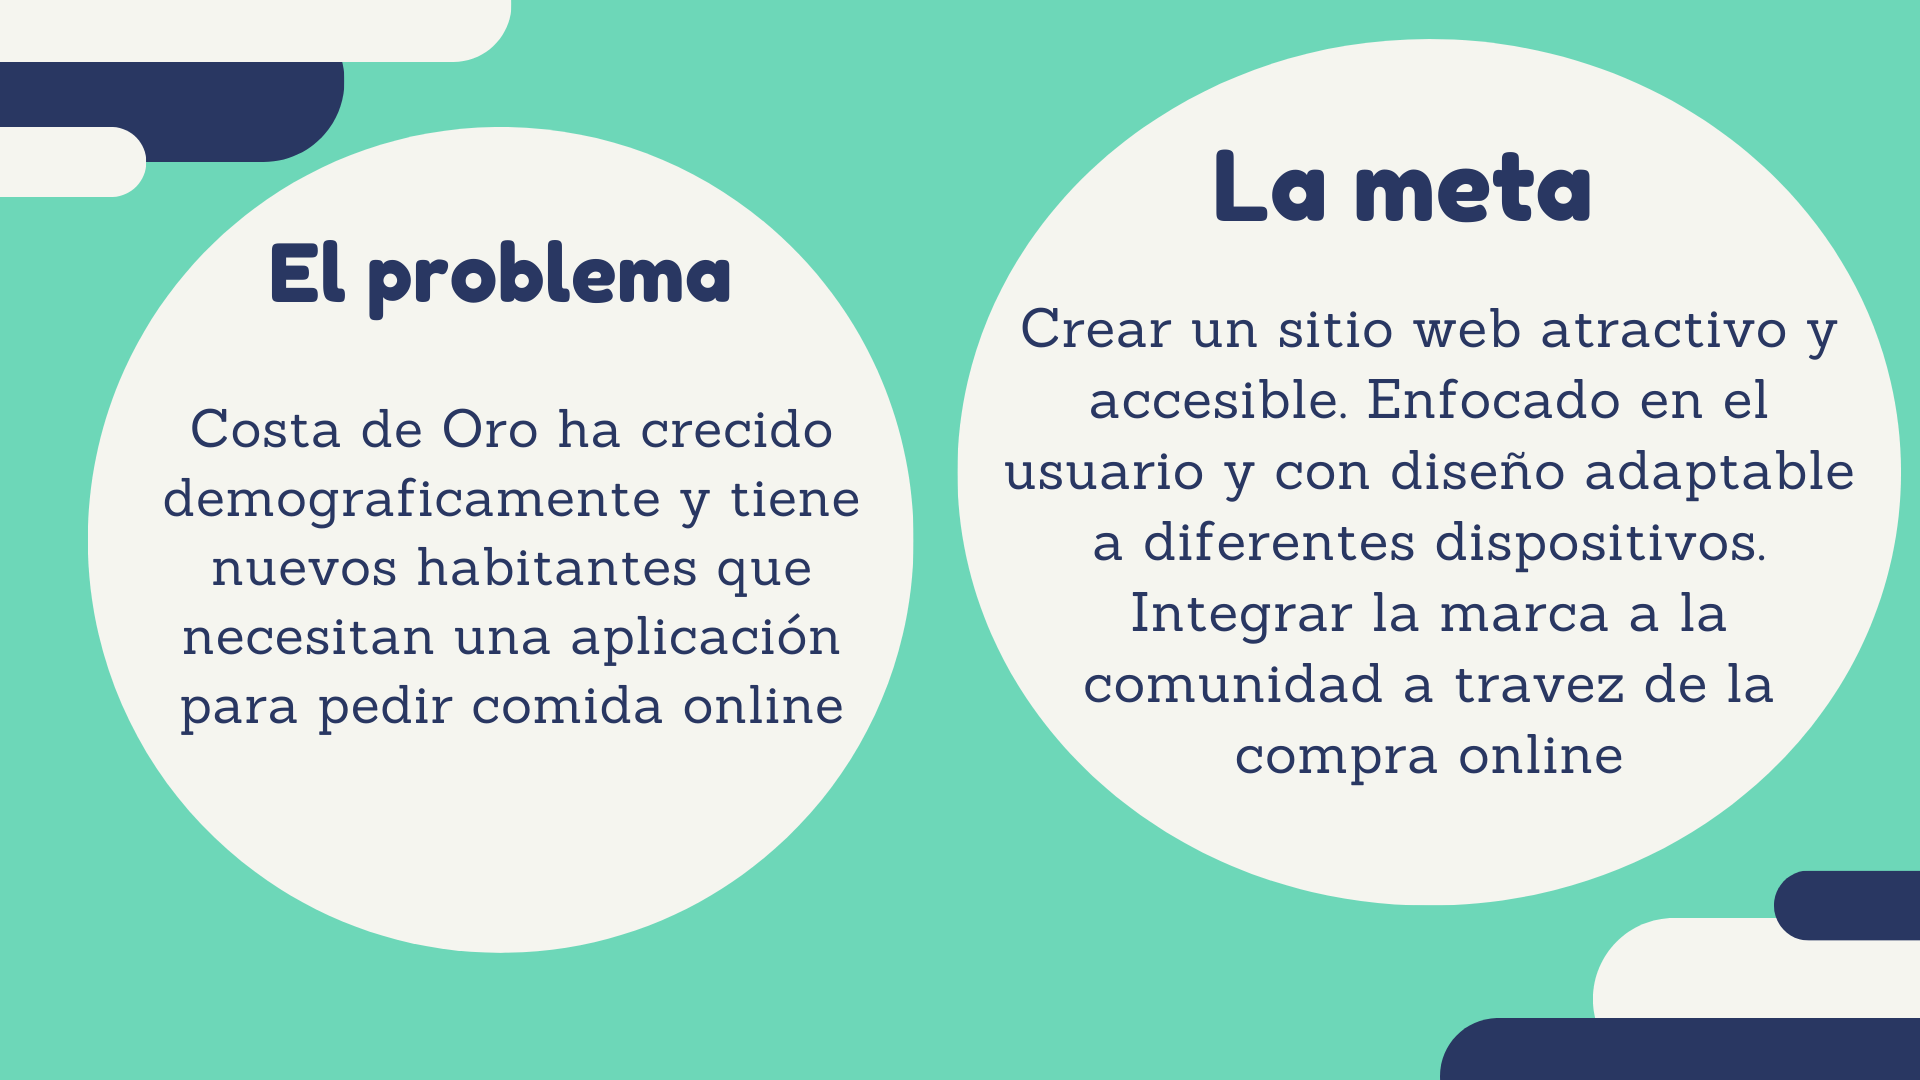 El problema
Costa de Oro ha crecido
demograficamente y tiene
nuevos habitantes que
necesitan una aplicación
para pedir comida online
La meta
Crear un sitio web atractivo y
accesible. Enfocado en el
usuario y con diseño adaptable
a diferentes dispositivos.
Integrar la marca a la
comunidad a travez de la
compra online